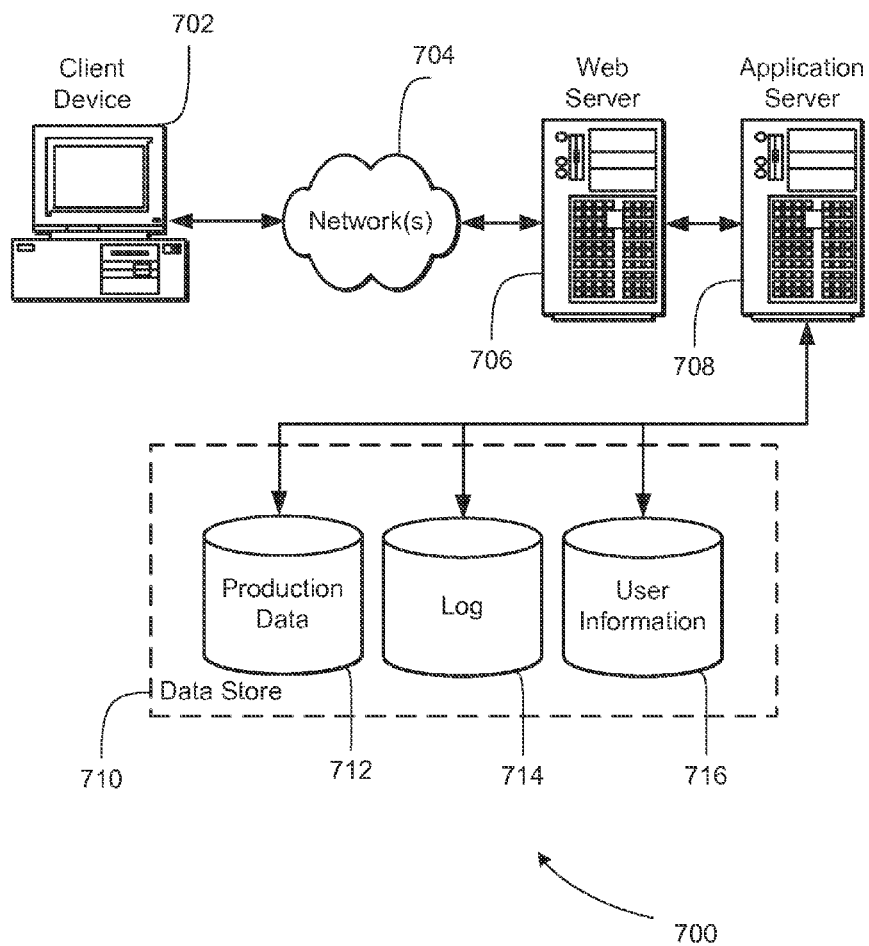 702
704
Client
Device
Web
Server
Application
Server
Network(s)
706
708
Production
Data
Log
User
Information
Data Store
710
712
714
716
700